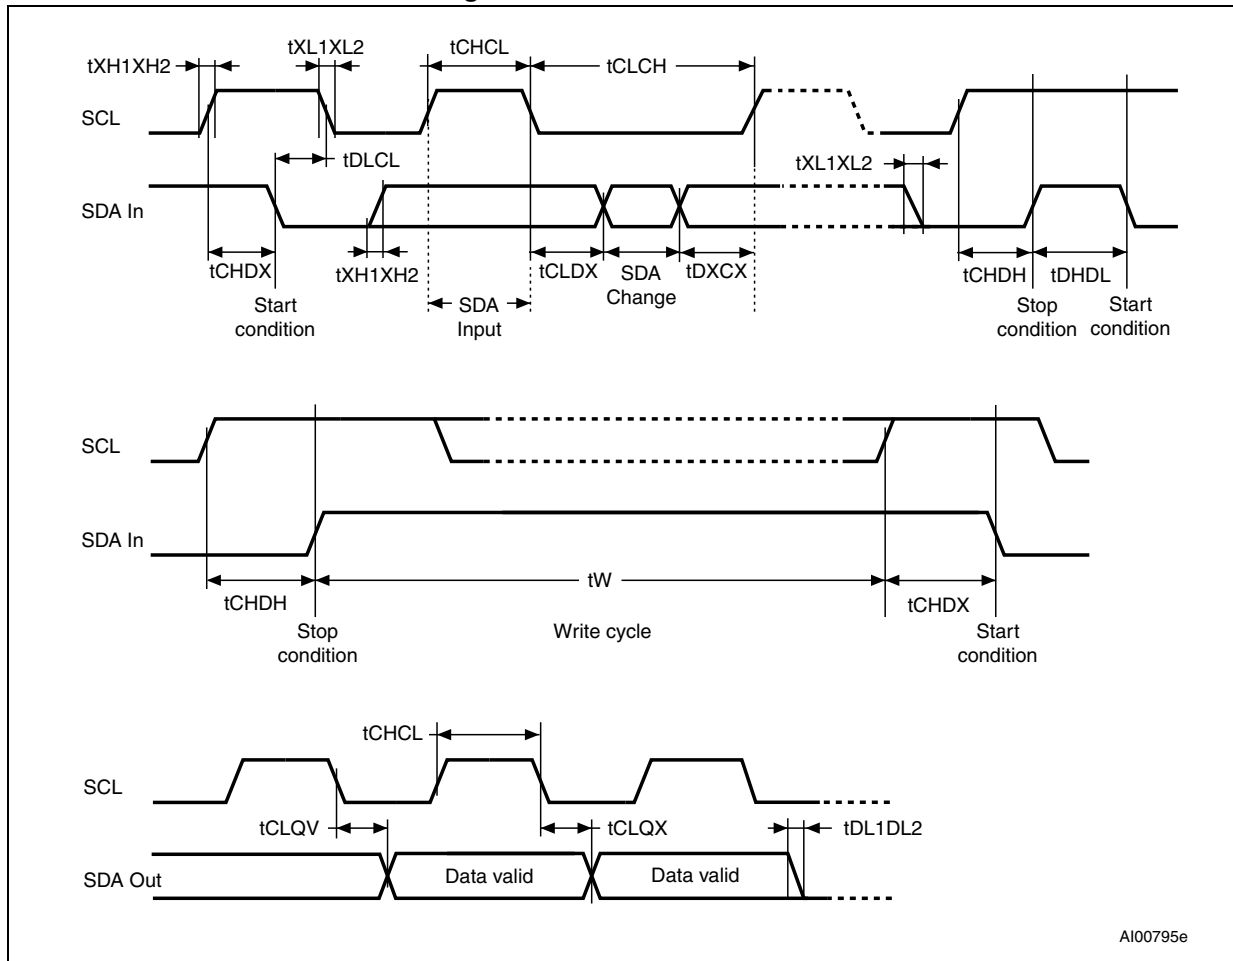 tXH1XH2
tXL1XL2
tCHCL
tCLCH
SCL
tDLCL
tXL1XL2
SDA In
tCHDX
tXH1XH2
tCLDX
SDA
Change
tDXCX
tCHDH
tDHDL
Start
condition
SDA
Input
Stop
condition
Start
condition
SCL
SDA In
tCHDH
tW
tCHDX
Stop
condition
Write cycle
Start
condition
tCHCL
SCL
tCLQV
tCLQX
tDL1DL2
SDA Out
Data valid
Data valid
AI00795e